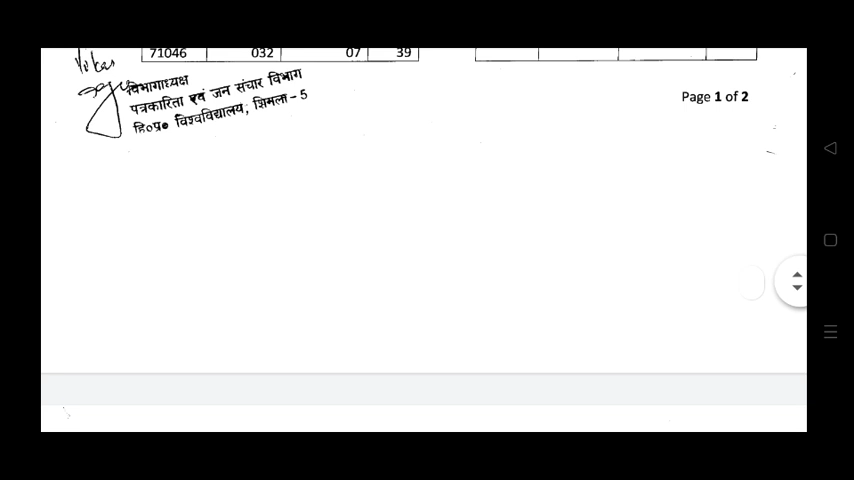 71046 032 07 39
विभागाध्यक्ष
पत्रकारिता एवं जन संचार विभाग
हि०प्र० विश्वविद्यालय, शिमला-5
Page 1 of 2